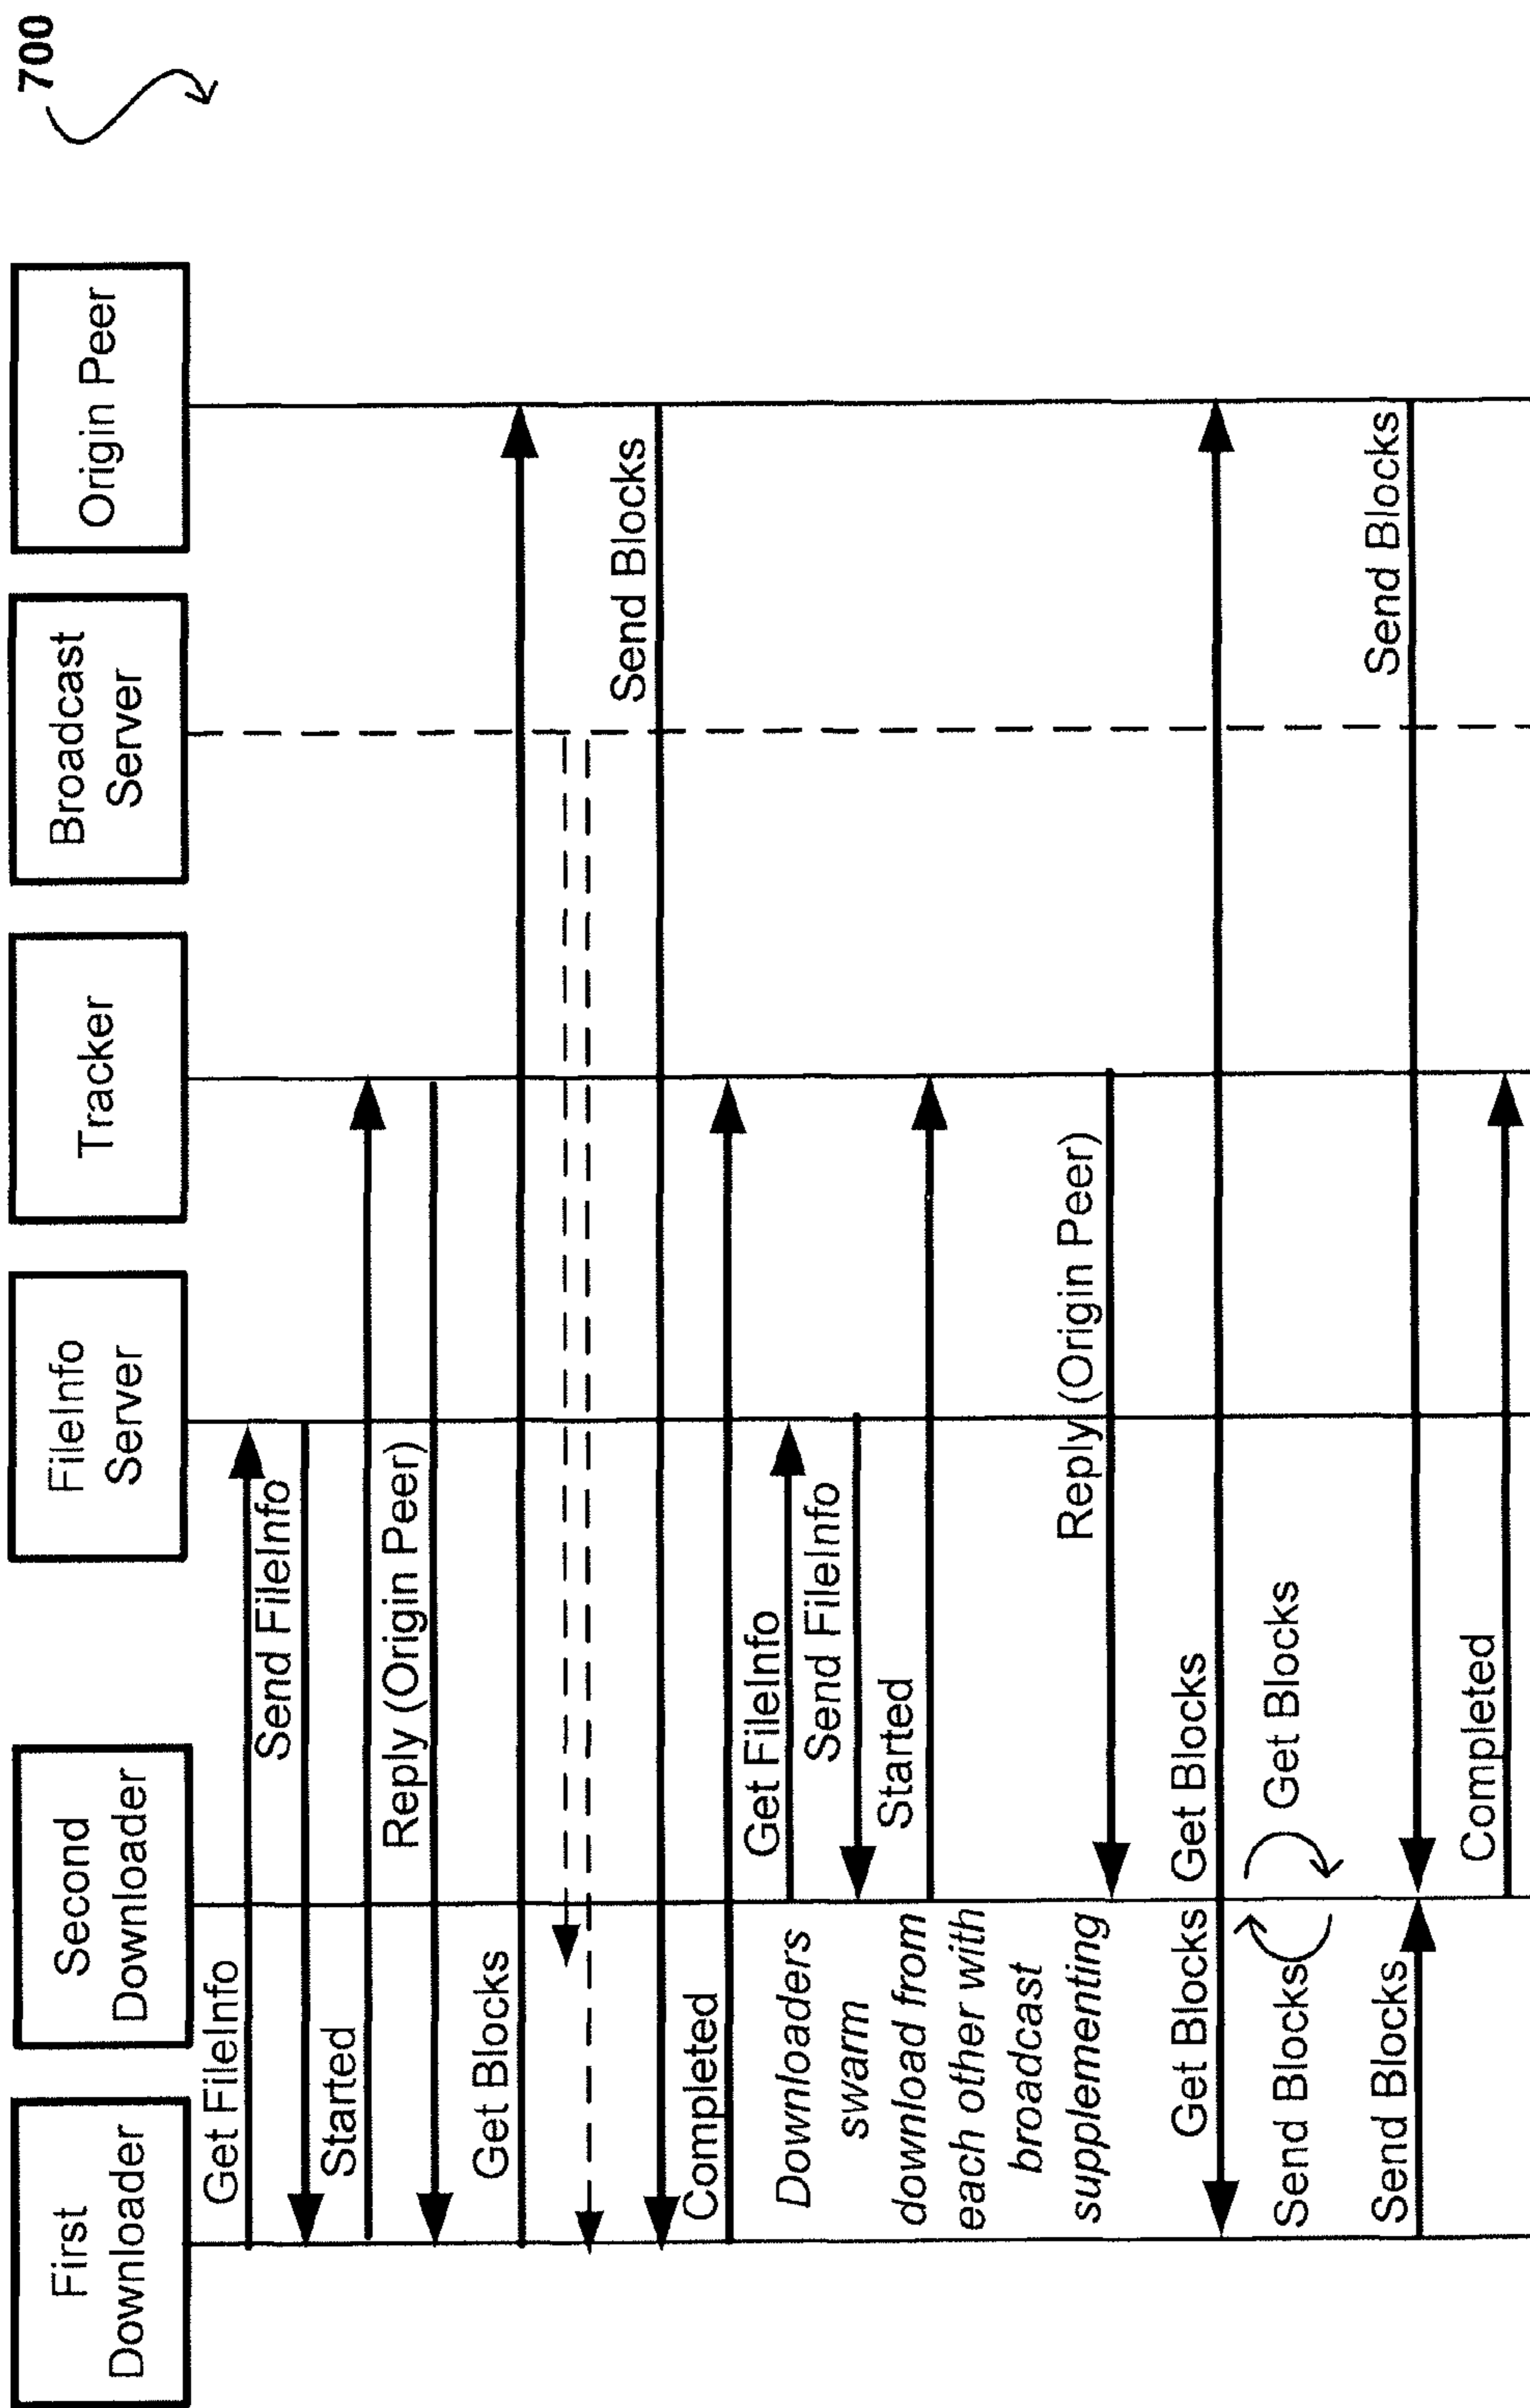 700
First
Downloader
Second
Downloader
FileInfo
Server
Tracker
Broadcast
Server
Origin Peer
Get FileInfo
Send FileInfo
Started
Reply (Origin Peer)
Get Blocks
Send Blocks
Completed
Get FileInfo
Downloaders
Send FileInfo
swarm
Started
download from
each other with
broadcast
Reply (Origin Peer)
supplementing
Get Blocks Get Blocks
Send Blocks Get Blocks
Send Blocks Send Blocks
Completed